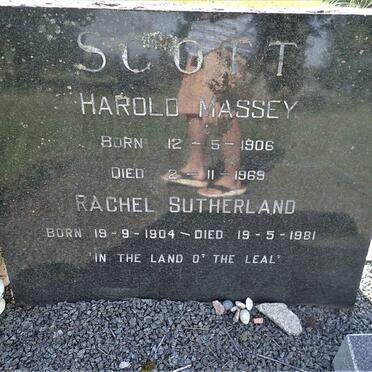 SCOTT
HAROLD MASSEY
BORN 12 - 5 - 1906
DIED 2 - 11 - 1969
RACHEL SUTHERLAND
BORN 19 - 9 - 1904 — DIED 19 - 5 - 1981
"IN THE LAND O' THE LEAL"